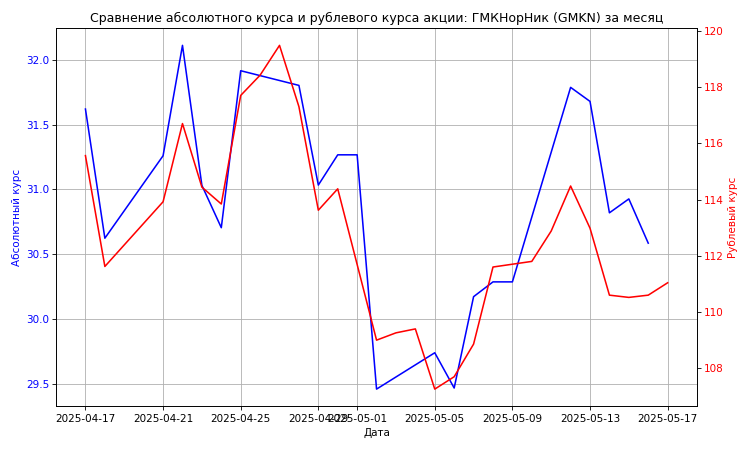 Сравнение абсолютного курса и рублевого курса акции: ГМКНорНик (GMKN) за месяц
Абсолютный курс
32.0
31.5
31.0
30.5
30.0
29.5
120
118
116
114
112
110
108
Рублевый курс
2025-04-17 2025-04-21 2025-04-25 2025-04-29 2025-05-01 2025-05-05 2025-05-09 2025-05-13 2025-05-17
Дата